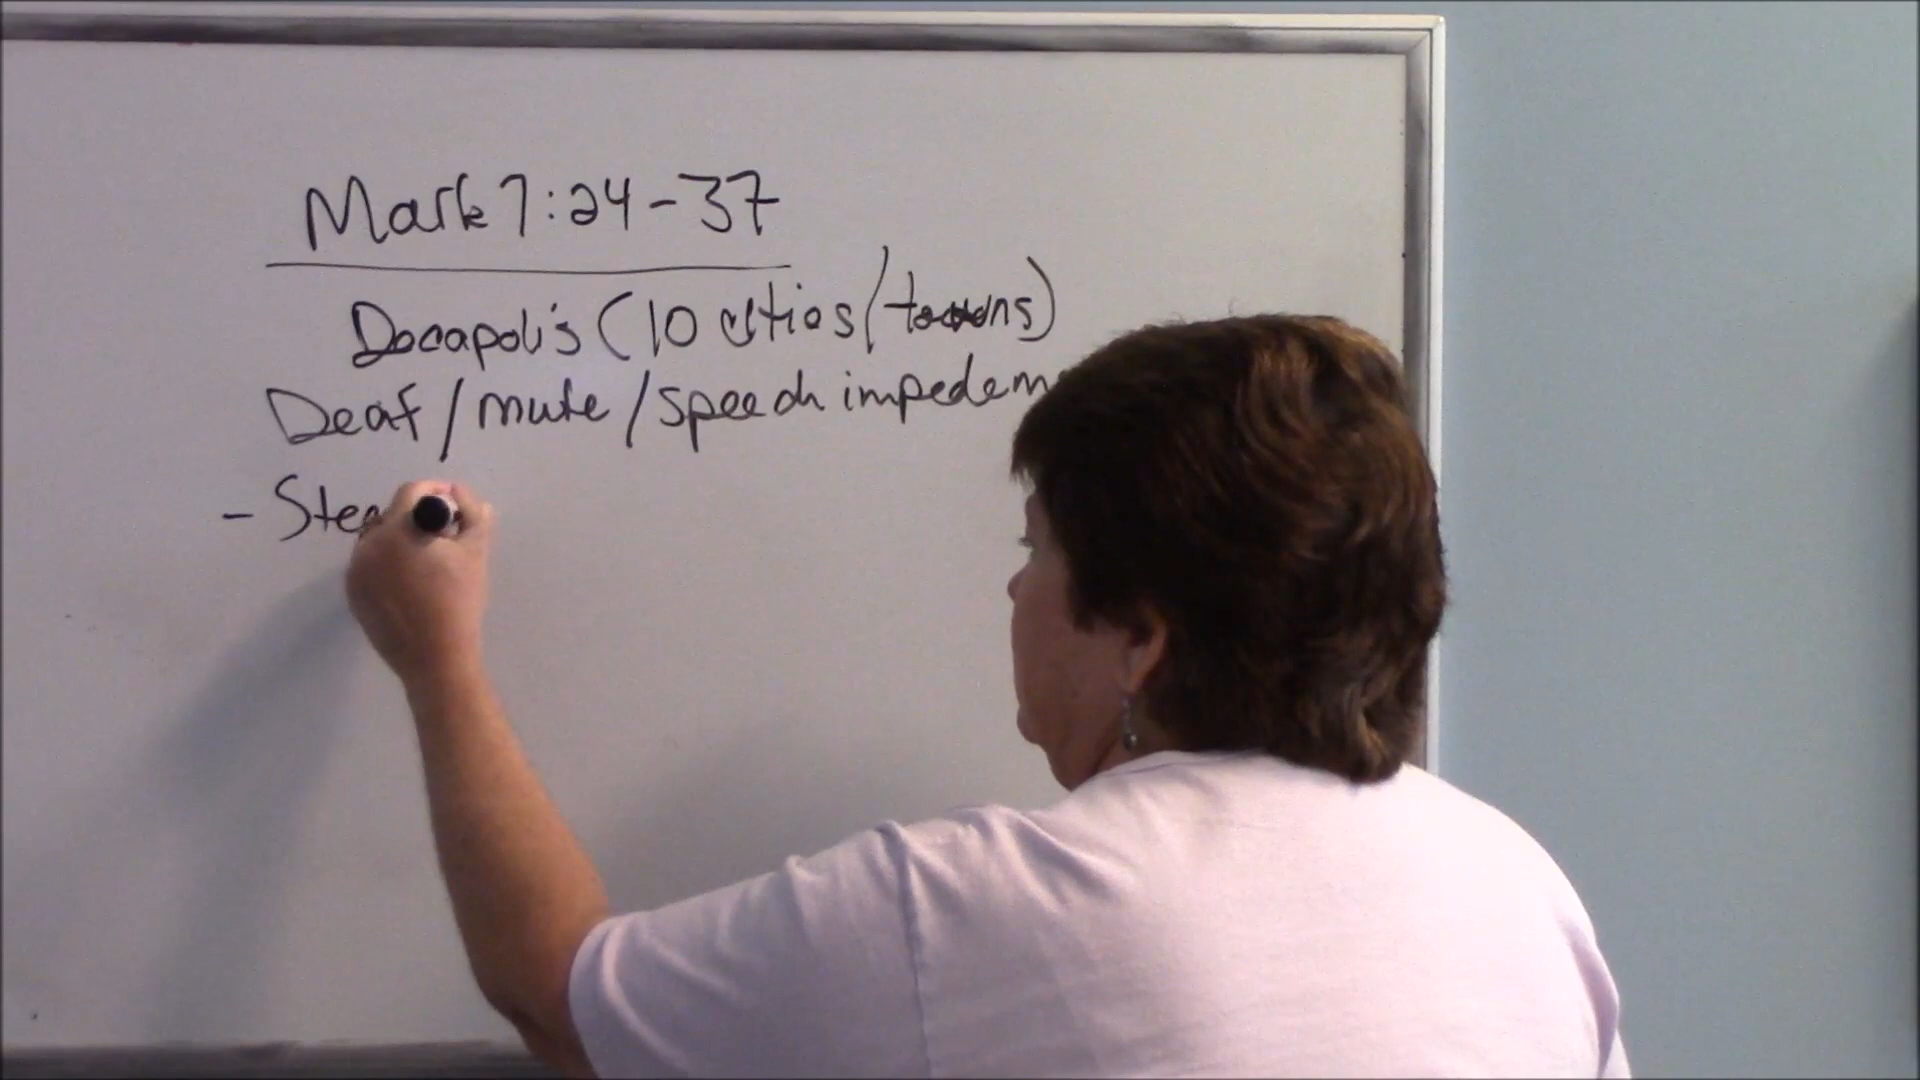 Mark 7:24-37
Decapolis (10 cities/towns)
Deaf/mute/speech impedem
- Ste